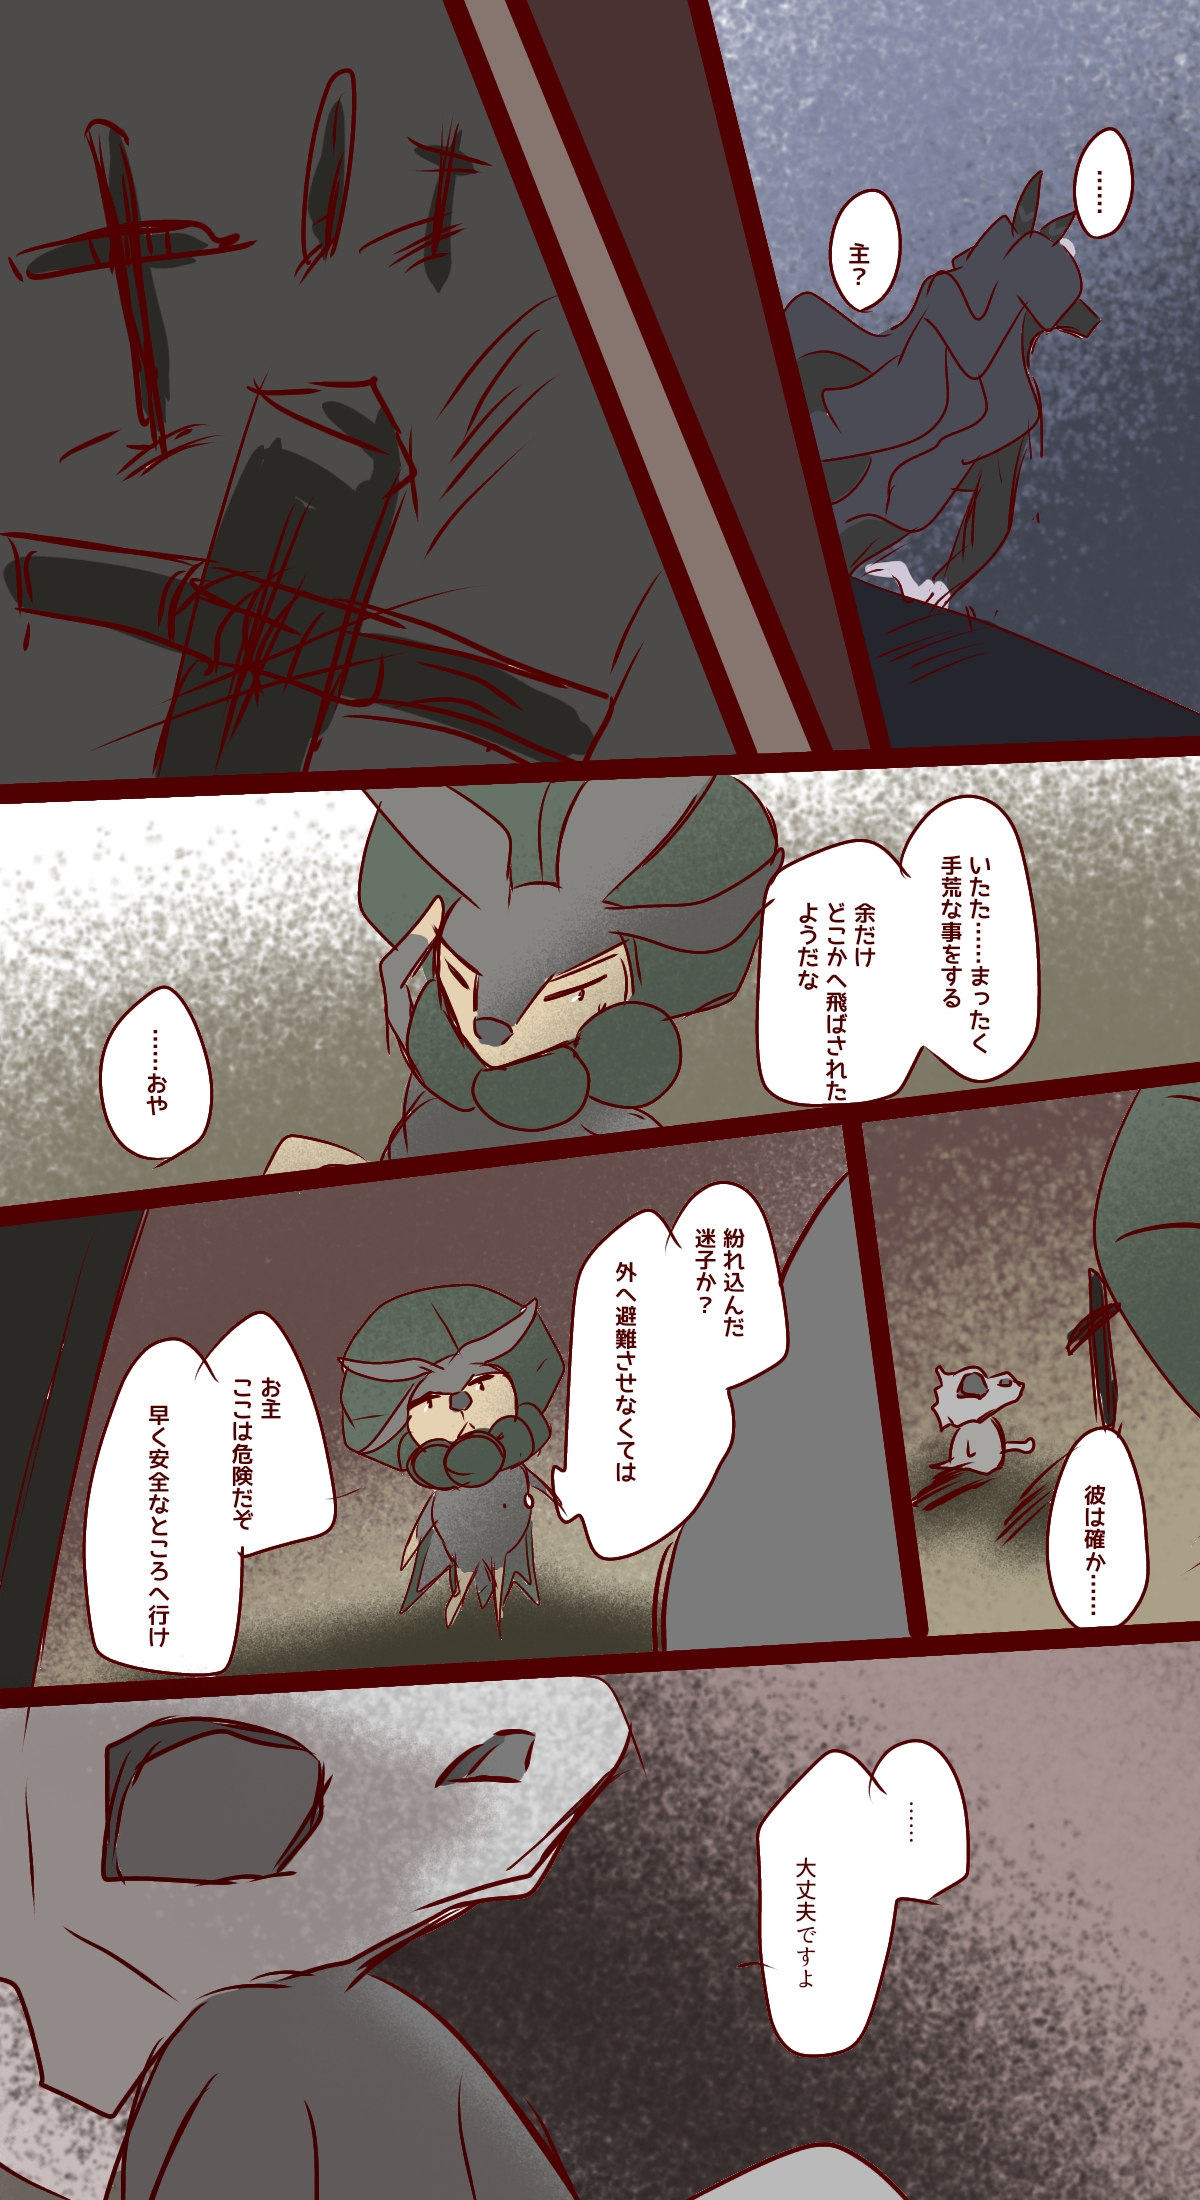 ……
主？
いたた……まったく
手荒な事をする
余だけ
どこかへ飛ばされた
ようだな
……おや
彼は確か……
紛れ込んだ
迷子か？
外へ避難させなくては
お主
ここは危険だぞ
早く安全なところへ行け
……
大丈夫ですよ